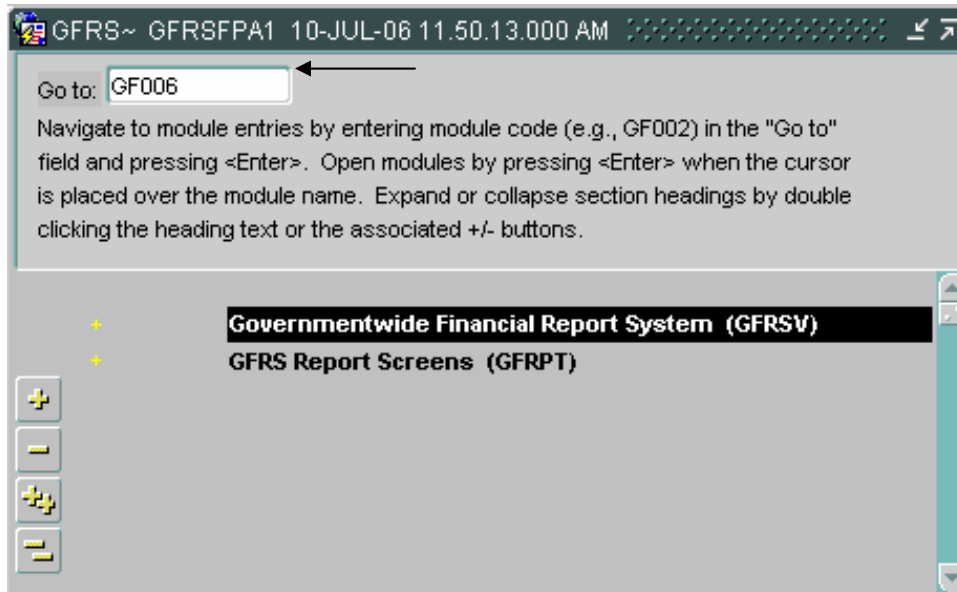 GFRS~ GFRSFPA1 10-JUL-06 11.50.13.000 AM
Go to: GF006
Navigate to module entries by entering module code (e.g., GF002) in the "Go to"
field and pressing <Enter>. Open modules by pressing <Enter> when the cursor
is placed over the module name. Expand or collapse section headings by double
clicking the heading text or the associated +/- buttons.
+ Governmentwide Financial Report System (GFRSV)
+ GFRS Report Screens (GFRPT)